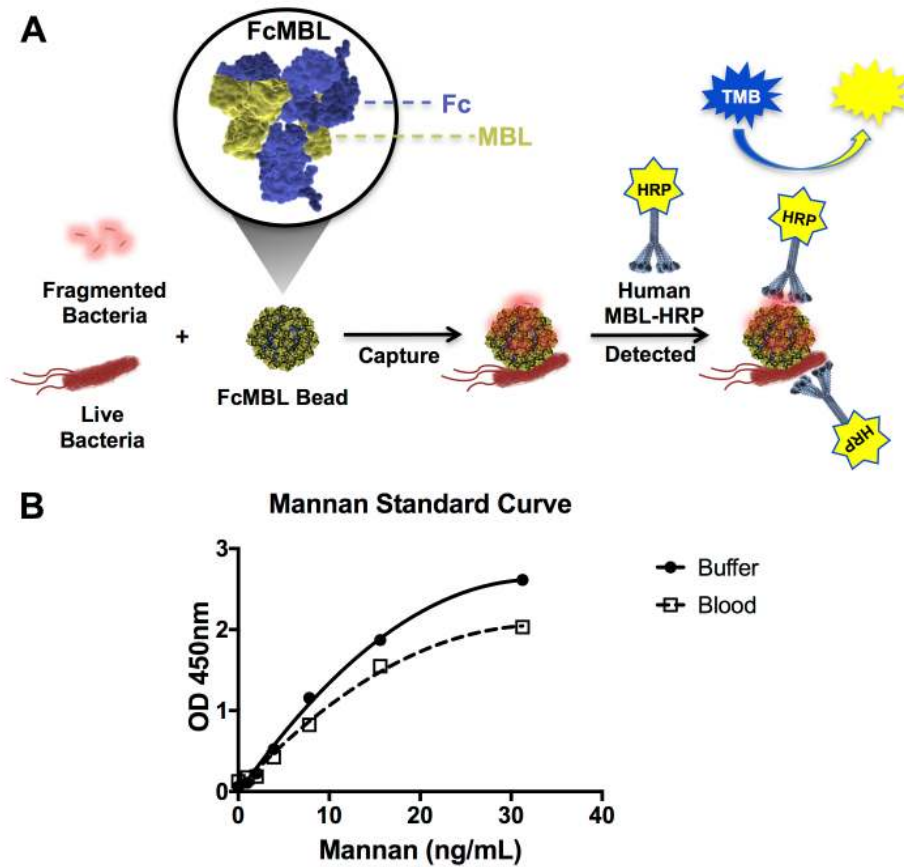 A
FcMBL
Fc
MBL
TMB
HRP
HRP
Fragmented
Bacteria
+
Live
Bacteria
FcMBL Bead
Capture
Human
MBL-HRP
Detected
HRP
B
Mannan Standard Curve
3
2
1
0
OD 450nm
0
10
20
30
40
Mannan (ng/mL)
Buffer
Blood